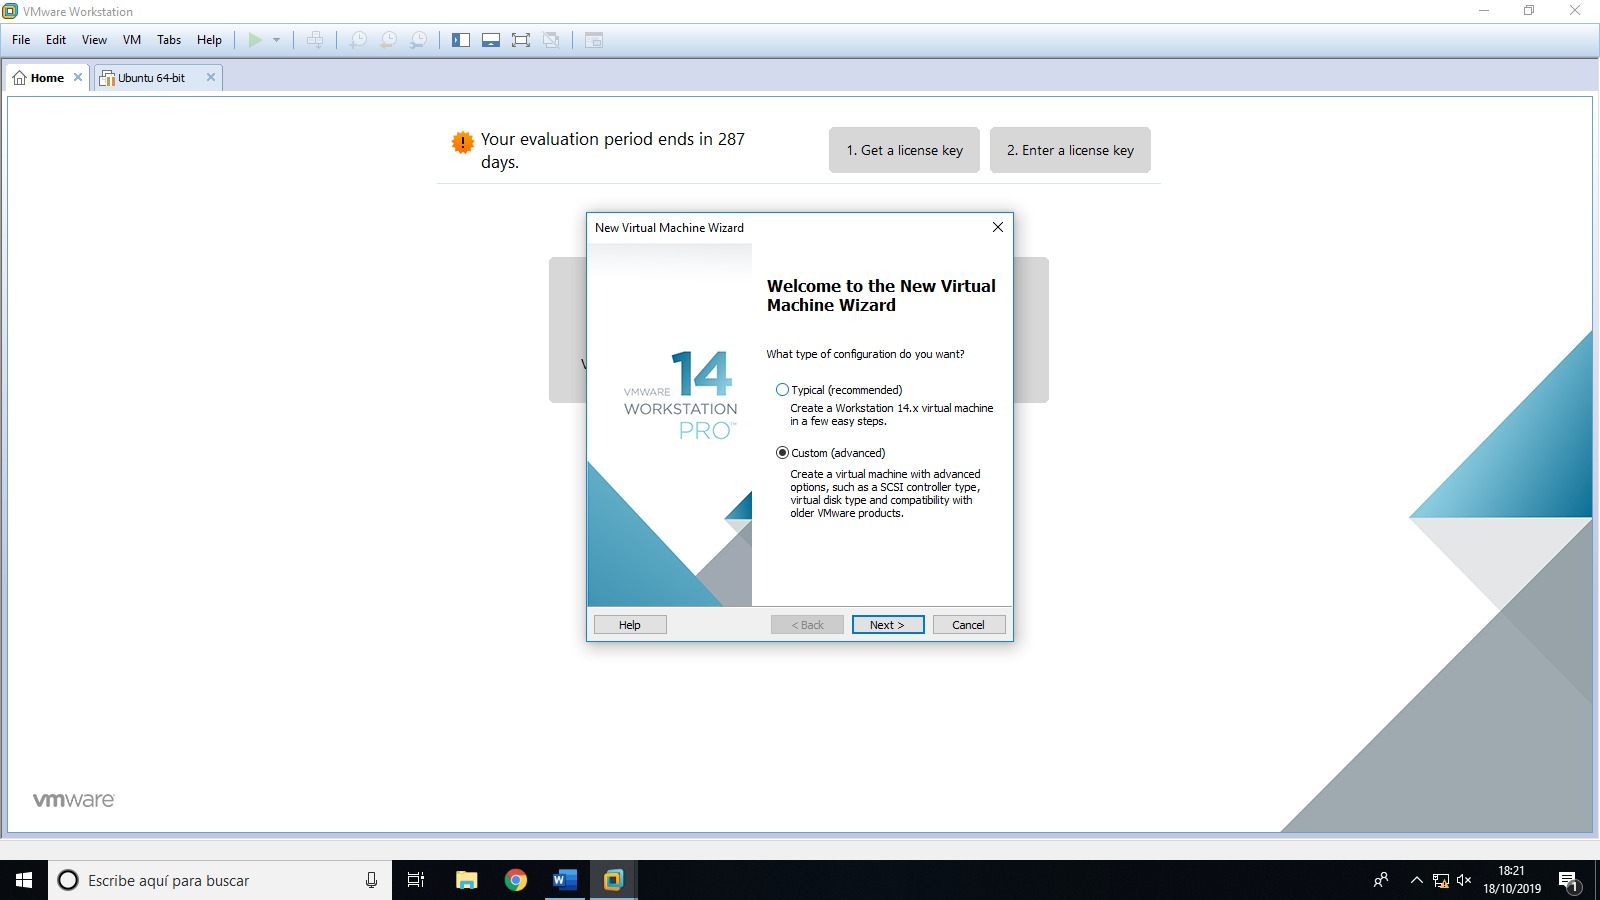 VMware Workstation
File Edit View VM Tabs Help
Home
Ubuntu 64-bit
Your evaluation period ends in 287
days.
1. Get a license key
2. Enter a license key
New Virtual Machine Wizard
Welcome to the New Virtual
Machine Wizard
What type of configuration do you want?
Typical (recommended)
Create a Workstation 14.x virtual machine
in a few easy steps.
Custom (advanced)
Create a virtual machine with advanced
options, such as a SCSI controller type,
virtual disk type and compatibility with
older VMware products.
VMWARE 14
WORKSTATION
PRO™
Help
< Back
Next >
Cancel
vmware
Escribe aquí para buscar
18:21
18/10/2019
1